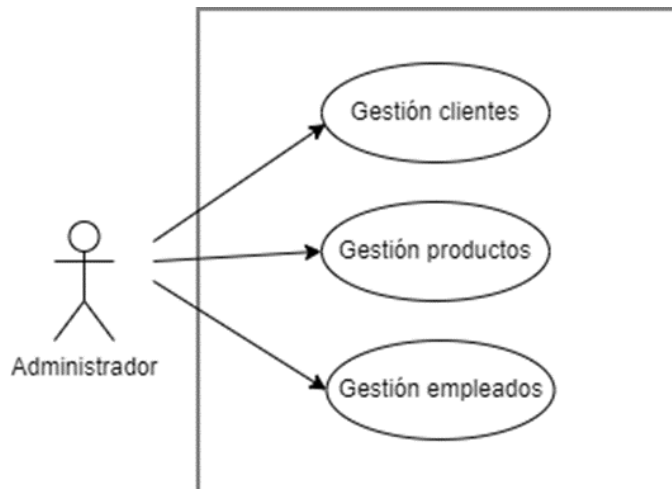 Gestión clientes
Gestión productos
Administrador
Gestión empleados